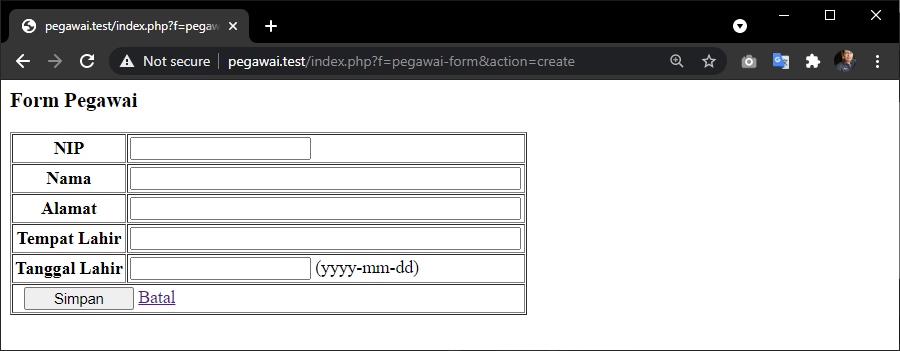 pegawai.test/index.php?f=pegaw
Not secure pegawai.test/index.php?f=pegawai-form&action=create
Form Pegawai
NIP
Nama
Alamat
Tempat Lahir
Tanggal Lahir (yyyy-mm-dd)
Simpan Batal